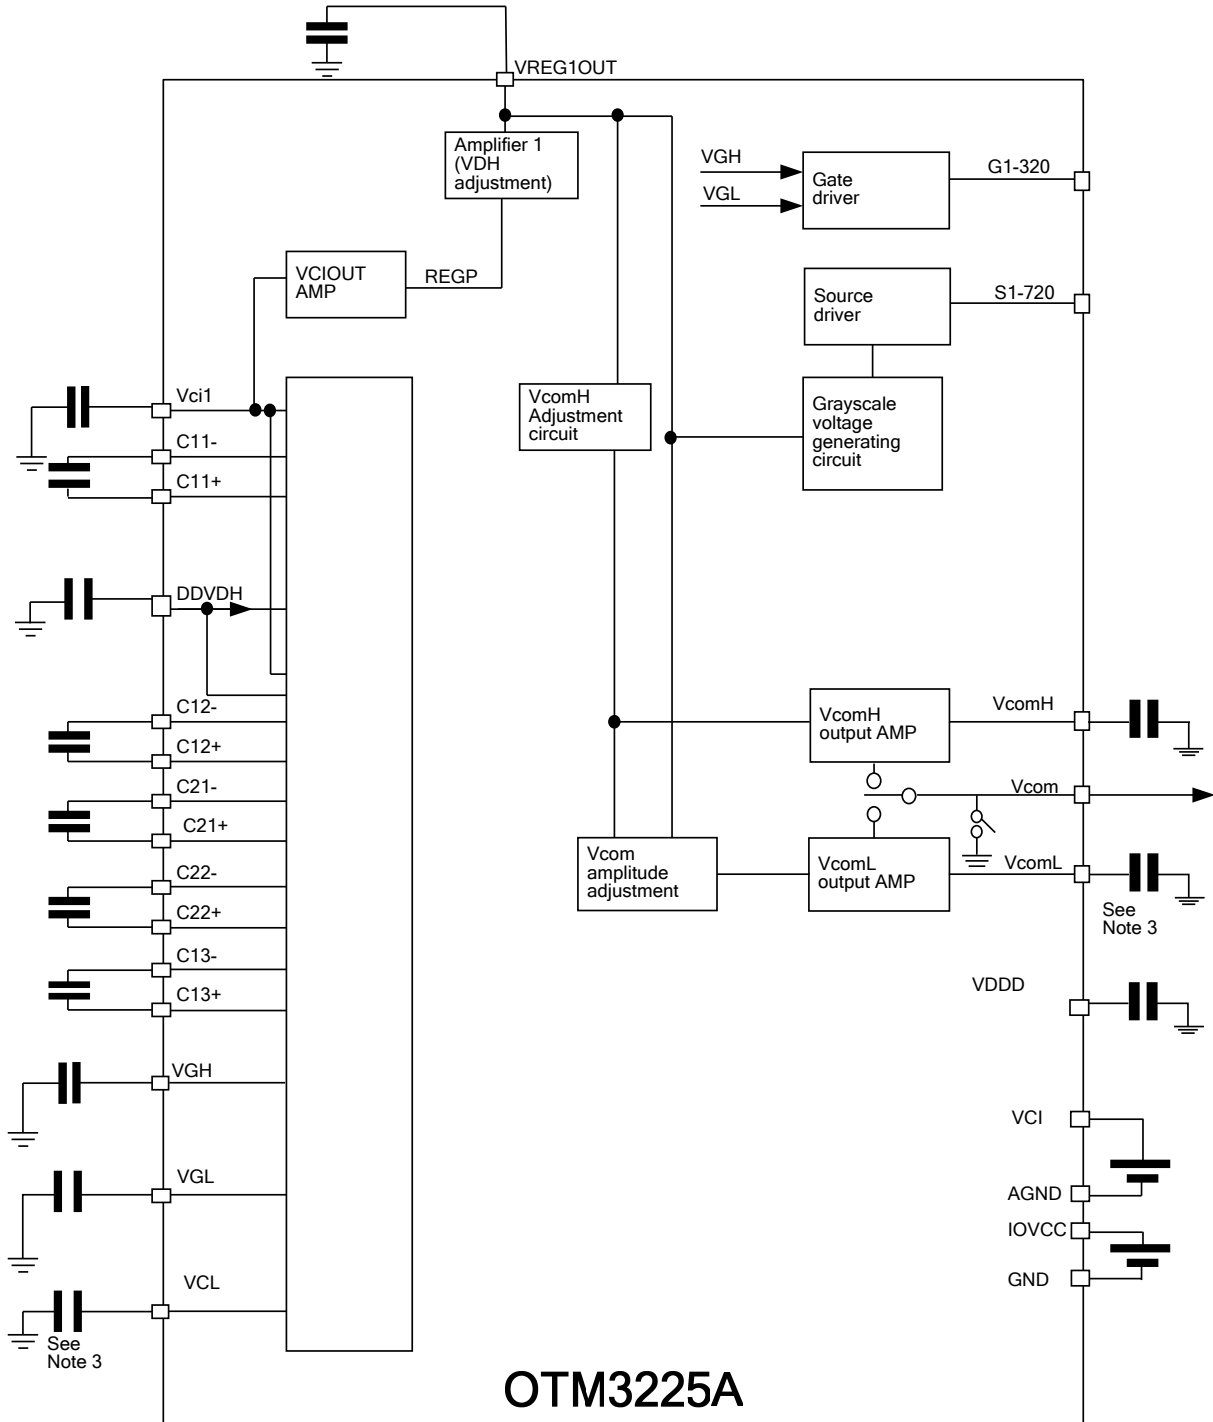 VREG1OUT
Amplifier 1
(VDH
adjustment)
VGH
VGL
Gate
driver
G1-320
VCIOUT
AMP
REGP
Source
driver
S1-720
Vci1
C11-
C11+
VcomH
Adjustment
circuit
Grayscale
voltage
generating
circuit
DDVDH
C12-
C12+
C21-
C21+
C22-
C22+
C13-
C13+
VcomH
output AMP
VcomH
Vcom
Vcom
amplitude
adjustment
VcomL
output AMP
VcomL
See
Note 3
VDDD
VGH
VGL
VCL
See
Note 3
VCI
AGND
IOVCC
GND
OTM3225A